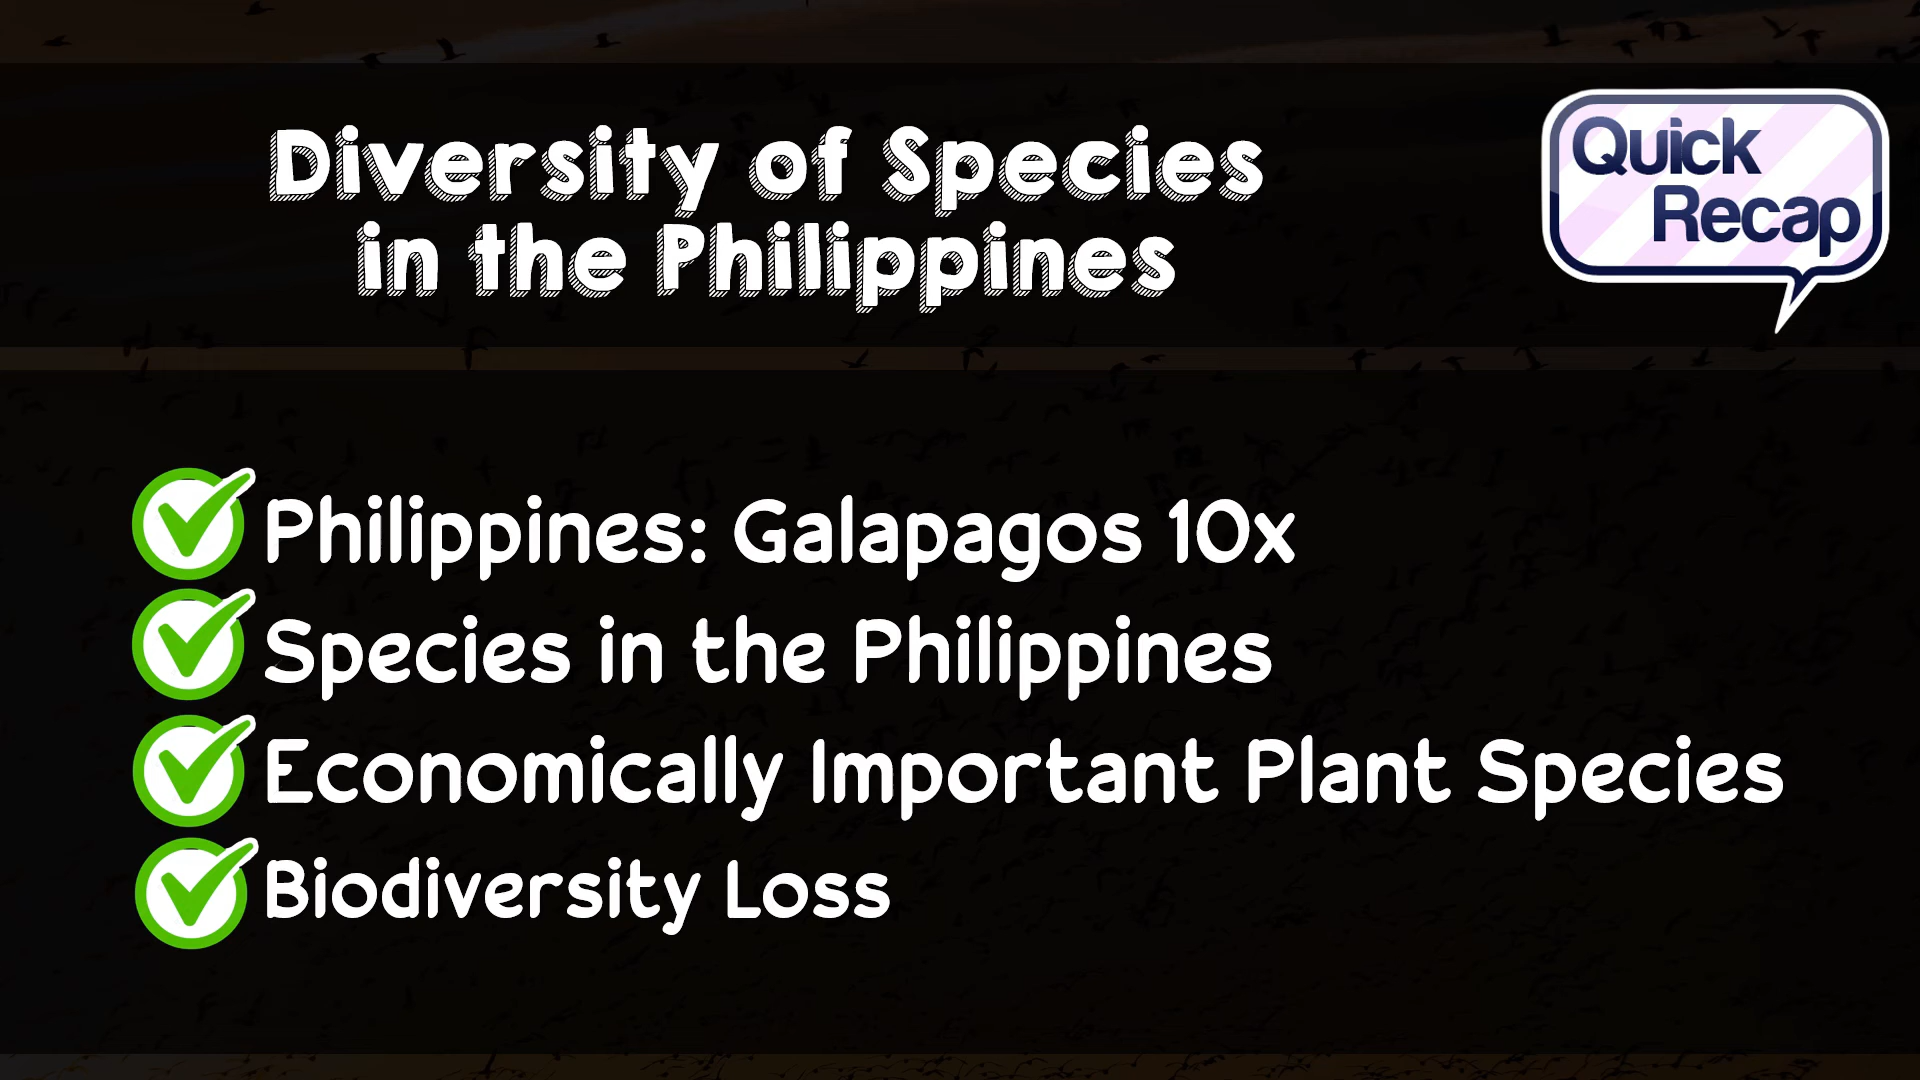 Diversity of Species
in the Philippines
Quick
Recap
Philippines: Galapagos 10x
Species in the Philippines
Economically Important Plant Species
Biodiversity Loss